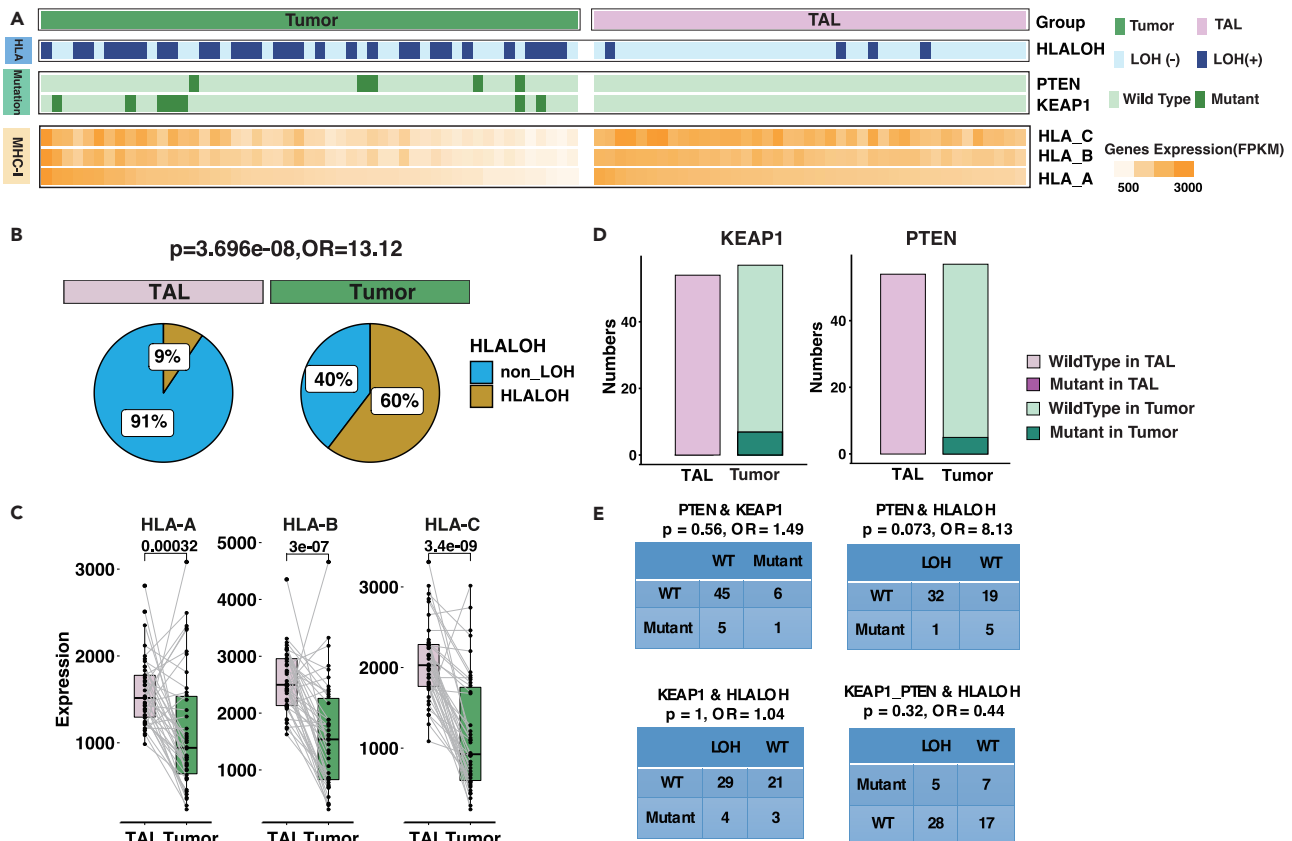 A
Tumor
TAL
Group
Tumor
TAL
HLA
HLALOH
LOH (-)
LOH(+)
Mutation
PTEN
KEAP1
Wild Type
Mutant
MHC-I
HLA_C
HLA_B
HLA_A
Genes Expression(FPKM)
500
3000
B
p=3.696e-08,OR=13.12
TAL
Tumor
9%
91%
40%
60%
HLALOH
non_LOH
HLALOH
D
KEAP1
PTEN
Numbers
40
20
0
TAL
Tumor
Numbers
40
20
0
TAL
Tumor
WildType in TAL
Mutant in TAL
WildType in Tumor
Mutant in Tumor
C
Expression
HLA-A
0.00032
3000
2000
1000
TAL Tumor
HLA-B
3e-07
5000
4000
3000
2000
1000
TAL Tumor
HLA-C
3.4e-09
3000
2000
1000
TAL Tumor
E
PTEN & KEAP1
p = 0.56, OR = 1.49
WT Mutant
WT 45 6
Mutant 5 1
PTEN & HLALOH
p = 0.073, OR = 8.13
LOH WT
WT 32 19
Mutant 1 5
KEAP1 & HLALOH
p = 1, OR = 1.04
LOH WT
WT 29 21
Mutant 4 3
KEAP1_PTEN & HLALOH
p = 0.32, OR = 0.44
LOH WT
Mutant 5 7
WT 28 17